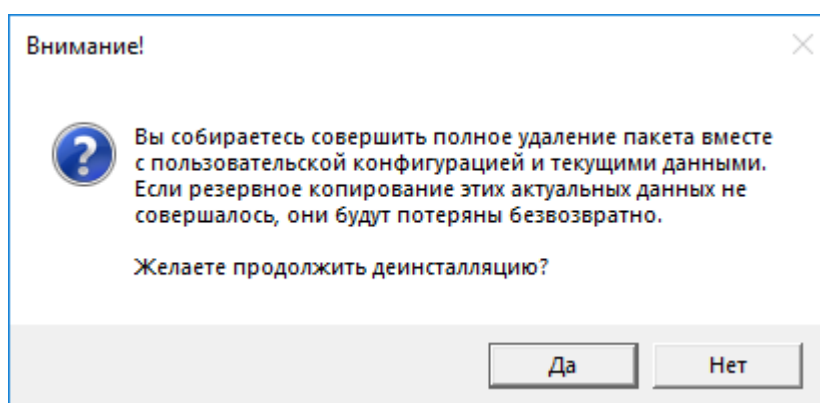 Внимание!
Вы собираетесь совершить полное удаление пакета вместе
с пользовательской конфигурацией и текущими данными.
Если резервное копирование этих актуальных данных не
совершалось, они будут потеряны безвозвратно.
Желаете продолжить деинсталляцию?
Да
Нет